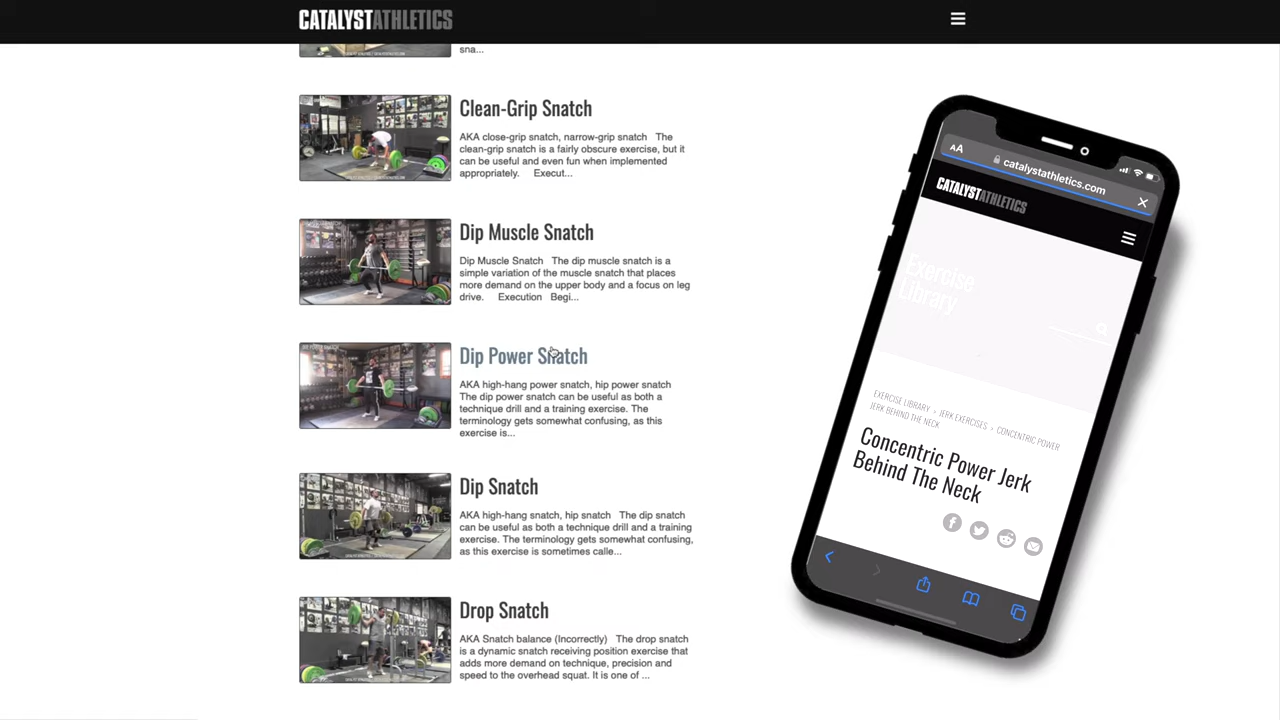 CATALYSTATHLETICS
sna...
Clean-Grip Snatch
AKA close-grip snatch, narrow-grip snatch The
clean-grip snatch is a fairly obscure exercise, but it
can be useful and even fun when implemented
appropriately. Execut...
Dip Muscle Snatch
Dip Muscle Snatch The dip muscle snatch is a
simple variation of the muscle snatch that places
more demand on the upper body and a focus on leg
drive. Execution Begi...
Dip Power Snatch
AKA high-hang power snatch, hip power snatch
The dip power snatch can be useful as both a
technique drill and a training exercise. The
terminology gets somewhat confusing, as this
exercise is...
Dip Snatch
AKA high-hang snatch, hip snatch The dip snatch
can be useful as both a technique drill and a training
exercise. The terminology gets somewhat confusing,
as this exercise is sometimes calle...
Drop Snatch
AKA Snatch balance (Incorrectly) The drop snatch
is a dynamic snatch receiving position exercise that
adds more demand on technique, precision and
speed to the overhead squat. It is one of ...
AA
catalystathletics.com
CATALYSTATHLETICS
Exercise
Library
EXERCISE LIBRARY › JERK EXERCISES › CONCENTRIC POWER
JERK BEHIND THE NECK
Concentric Power Jerk
Behind The Neck